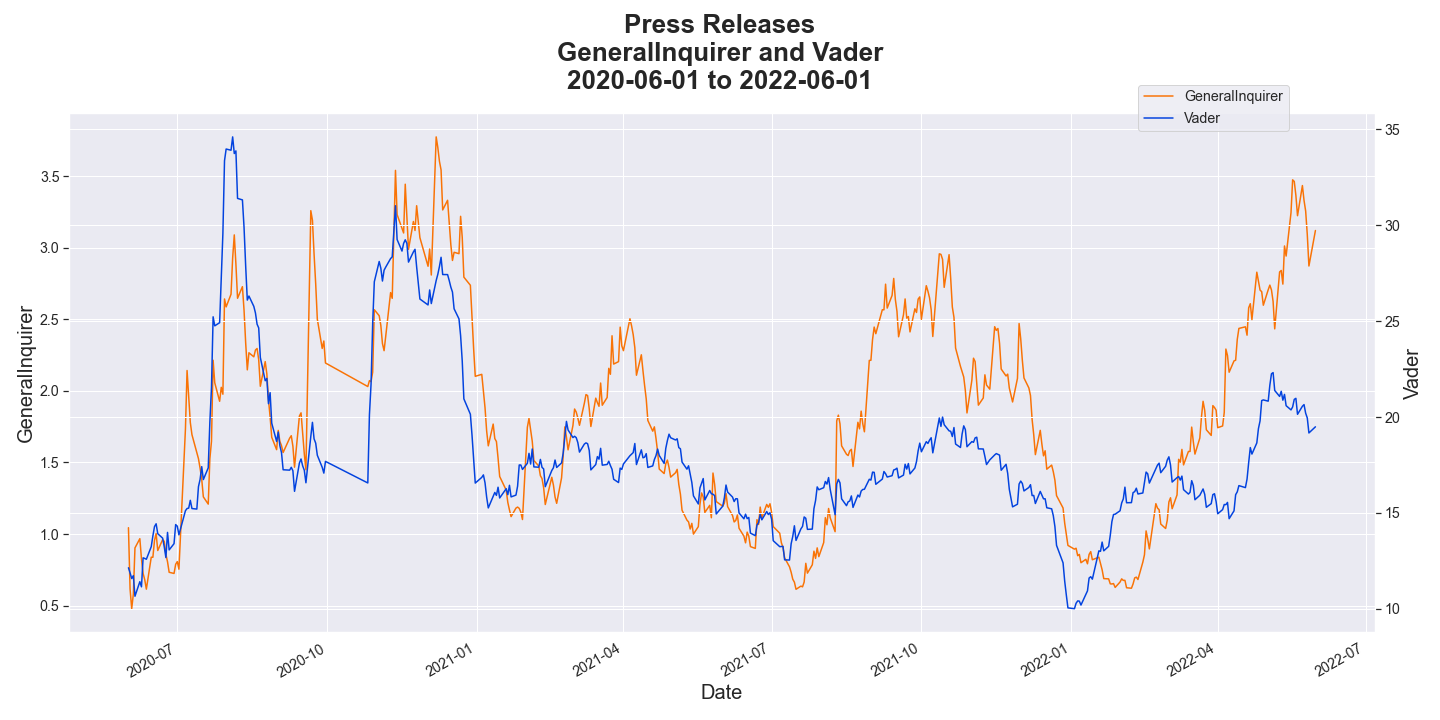 Press Releases
GeneralInquirer and Vader
2020-06-01 to 2022-06-01
GeneralInquirer
Vader
3.5
3.0
2.5
2.0
1.5
1.0
0.5
GeneralInquirer
35
30
25
20
15
10
Vader
2020-07
2020-10
2021-01
2021-04
2021-07
2021-10
2022-01
2022-04
2022-07
Date